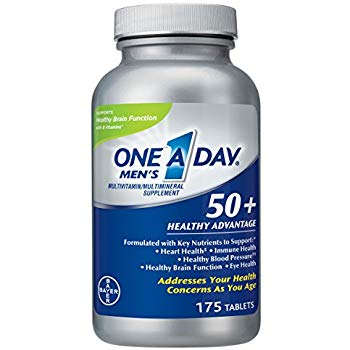 Supports
Healthy Brain Function
with B Vitamins*
ONE A DAY®
1
MEN'S
MULTIVITAMIN/MULTIMINERAL
SUPPLEMENT
50+
HEALTHY ADVANTAGE
Formulated with Key Nutrients to Support:*
• Heart Health‡ • Immune Health
• Healthy Blood Pressure
• Healthy Brain Function • Eye Health
Addresses Your Health
Concerns As You Age
175 TABLETS
BAYER
BAYER